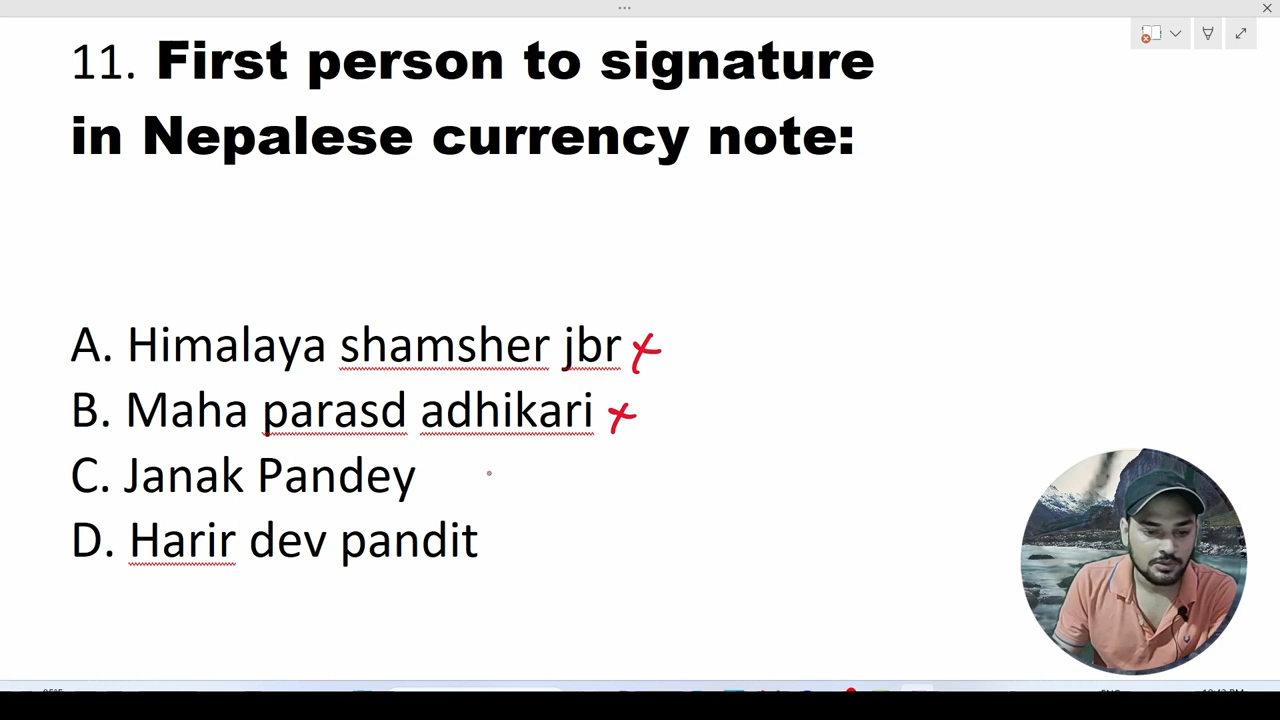 11. First person to signature
in Nepalese currency note:
A. Himalaya shamsher jbr
B. Maha parasd adhikari
C. Janak Pandey
D. Harir dev pandit